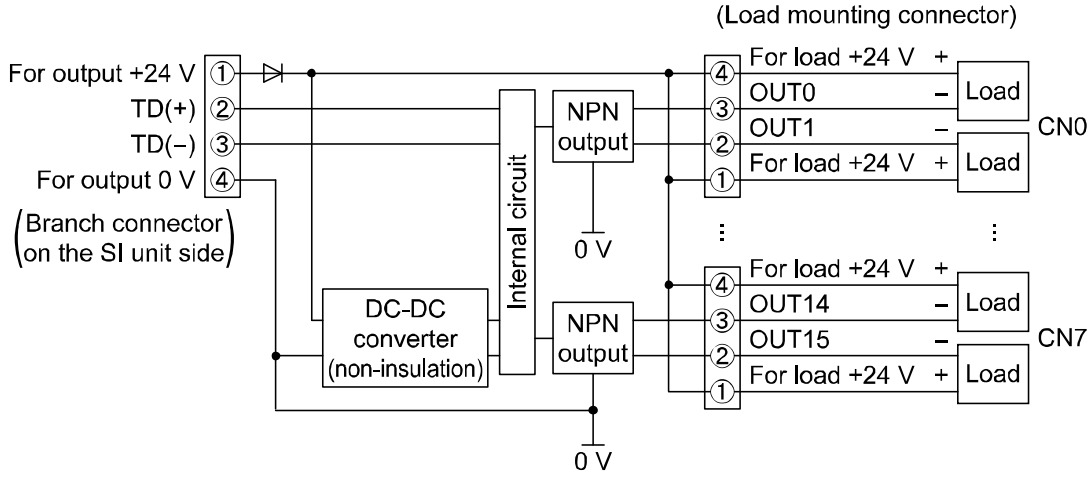 (Load mounting connector)
For output +24 V ①
TD(+) ②
TD(−) ③
For output 0 V ④
(Branch connector
on the SI unit side)
DC-DC
converter
(non-insulation)
Internal circuit
NPN
output
0 V
NPN
output
0 V
④ For load +24 V + Load
③ OUT0 −
② OUT1 − Load
① For load +24 V +
CN0
④ For load +24 V + Load
③ OUT14 −
② OUT15 − Load
① For load +24 V +
CN7